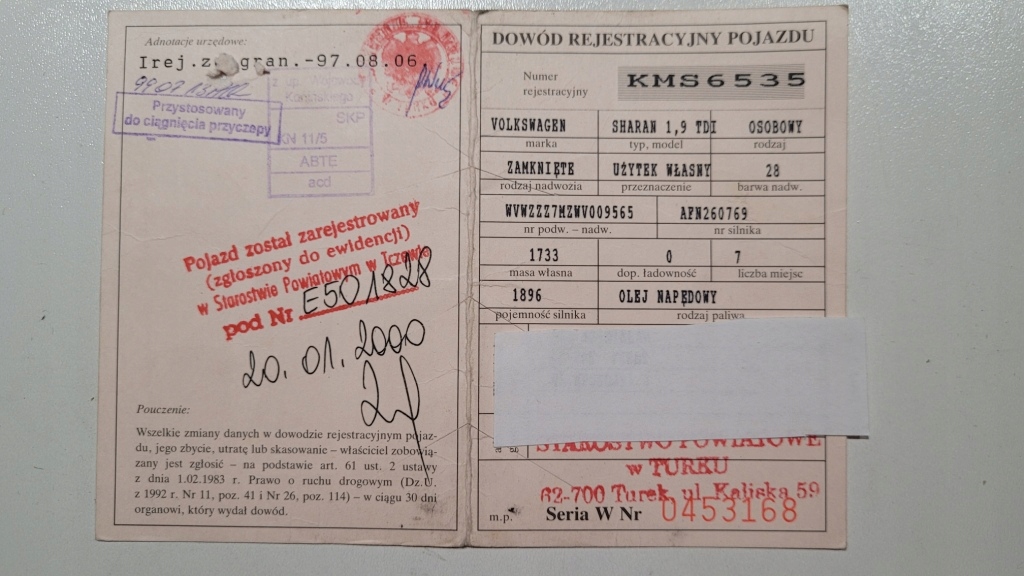 Adnotacje urzędowe:
I rej. z gran.-97.08.06
Przystosowany
do ciągnięcia przyczepy
z up. Wojewody
Konińskiego
SKP
KN 11/5
ABTE
acd
Pojazd został zarejestrowany
(zgłoszony do ewidencji)
w Starostwie Powiatowym w Tczewie
pod Nr E501828
20. 01. 2000
Pouczenie:
Wszelkie zmiany danych w dowodzie rejestracyjnym pojaz-
du, jego zbycie, utratę lub skasowanie – właściciel zobowią-
zany jest zgłosić – na podstawie art. 61 ust. 2 ustawy
z dnia 1.02.1983 r. Prawo o ruchu drogowym (Dz.U.
z 1992 r. Nr 11, poz. 41 i Nr 26, poz. 114) – w ciągu 30 dni
organowi, który wydał dowód.
DOWÓD REJESTRACYJNY POJAZDU
Numer
rejestracyjny
KMS6535
VOLKSWAGEN SHARAN 1,9 TDI OSOBOWY
marka typ, model rodzaj
ZAMKNIĘTE UŻYTEK WŁASNY 28
rodzaj nadwozia przeznaczenie barwa nadw.
WVWZZZ7MZWV009565 AFN260769
nr podw. – nadw. nr silnika
1733 0 7
masa własna dop. ładowność liczba miejsc
1896 OLEJ NAPĘDOWY
pojemność silnika rodzaj paliwa
STAROSTWO POWIATOWE
w TURKU
62-700 Turek, ul. Kaliska 59
m.p. Seria W Nr 0453168